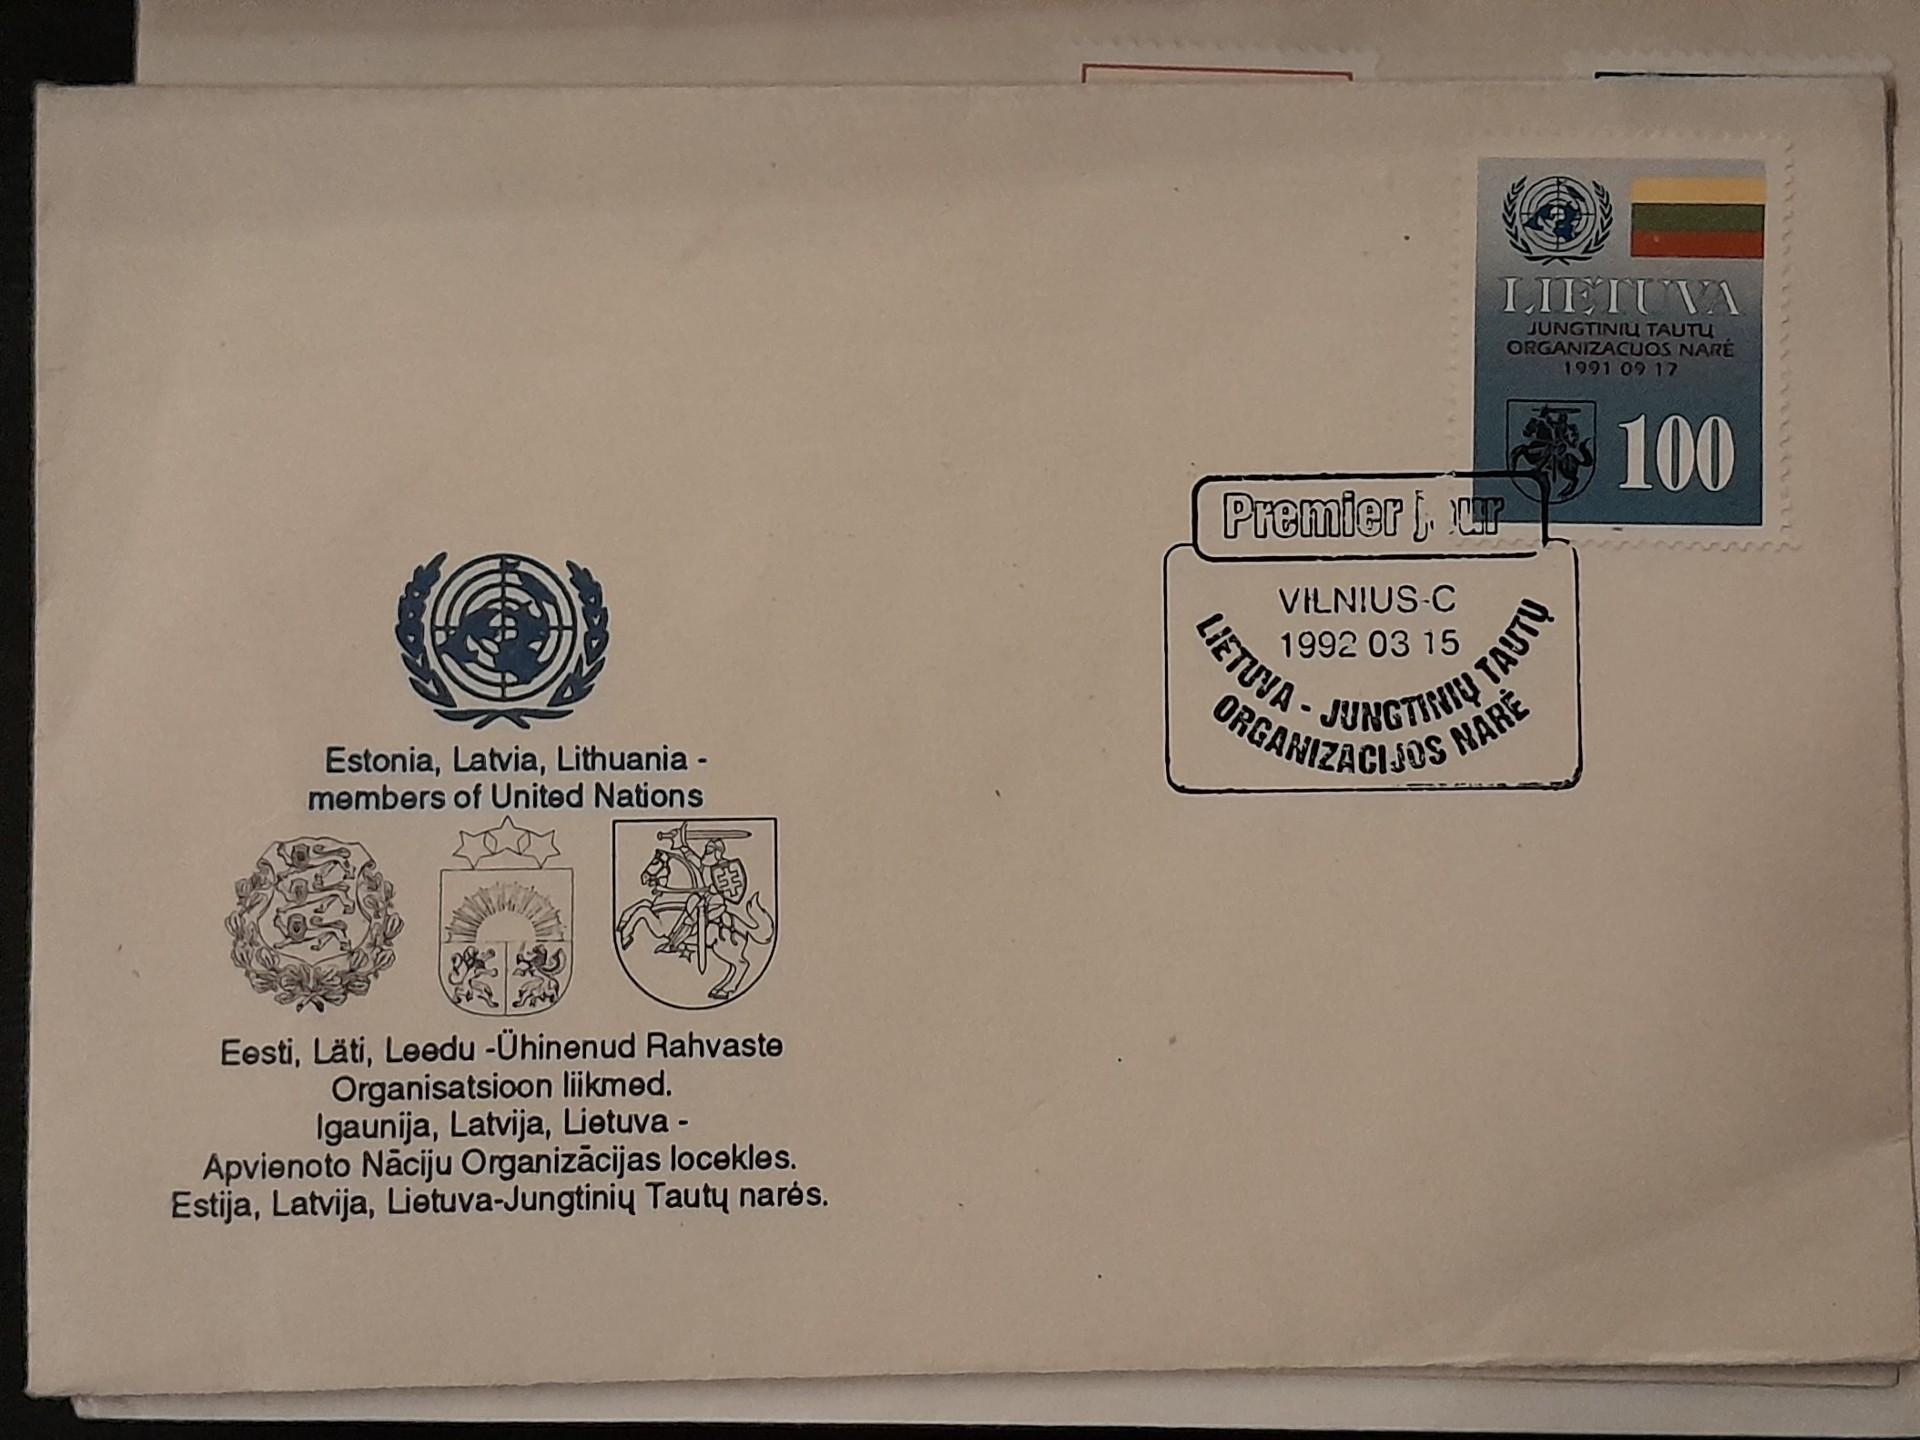 LIETUVA
JUNGTINIŲ TAUTŲ
ORGANIZACIJOS NARĖ
1991 09 17
100
Premier j ur
VILNIUS-C
1992 03 15
LIETUVA - JUNGTINIŲ TAUTŲ
ORGANIZACIJOS NARĖ
Estonia, Latvia, Lithuania -
members of United Nations
Eesti, Läti, Leedu -Ühinenud Rahvaste
Organisatsioon liikmed.
Igaunija, Latvija, Lietuva -
Apvienoto Nāciju Organizācijas locekles.
Estija, Latvija, Lietuva-Jungtinių Tautų narės.